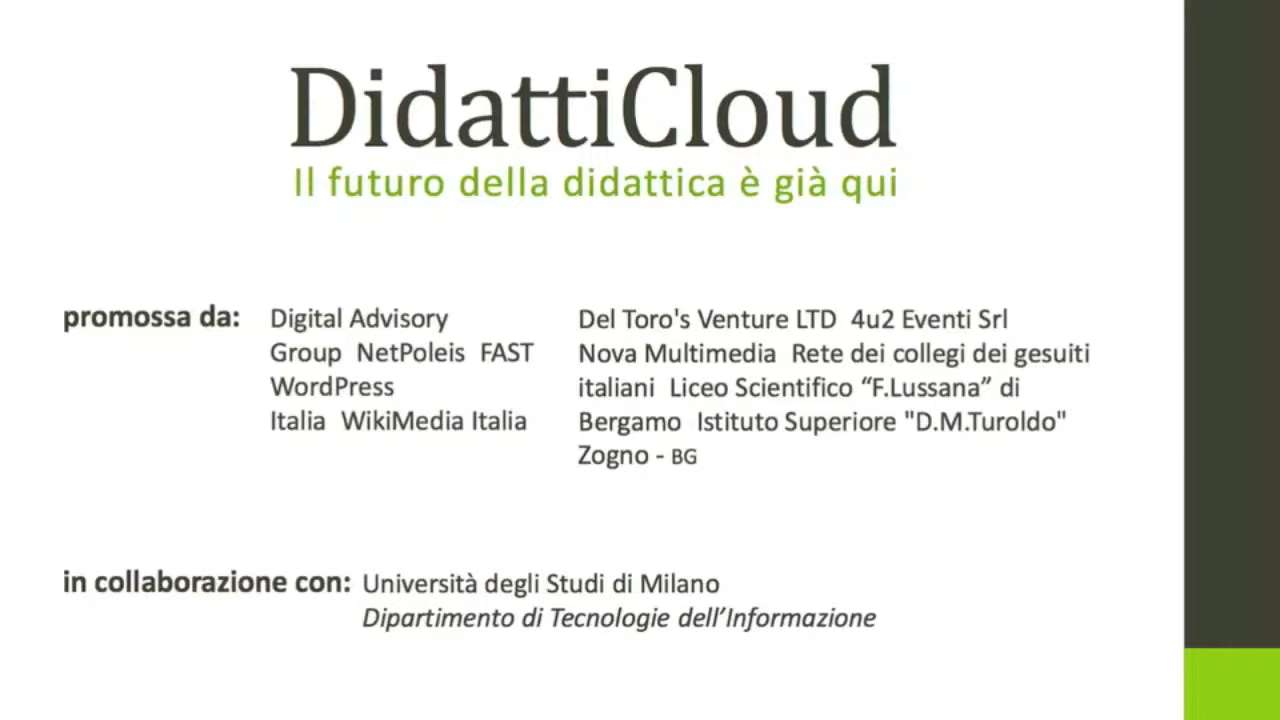 DidattiCloud
Il futuro della didattica è già qui
promossa da:
Digital Advisory
Group NetPoleis FAST
WordPress
Italia WikiMedia Italia
Del Toro's Venture LTD 4u2 Eventi Srl
Nova Multimedia Rete dei collegi dei gesuiti
italiani Liceo Scientifico “F.Lussana” di
Bergamo Istituto Superiore "D.M.Turoldo"
Zogno - BG
in collaborazione con: Università degli Studi di Milano
Dipartimento di Tecnologie dell’Informazione